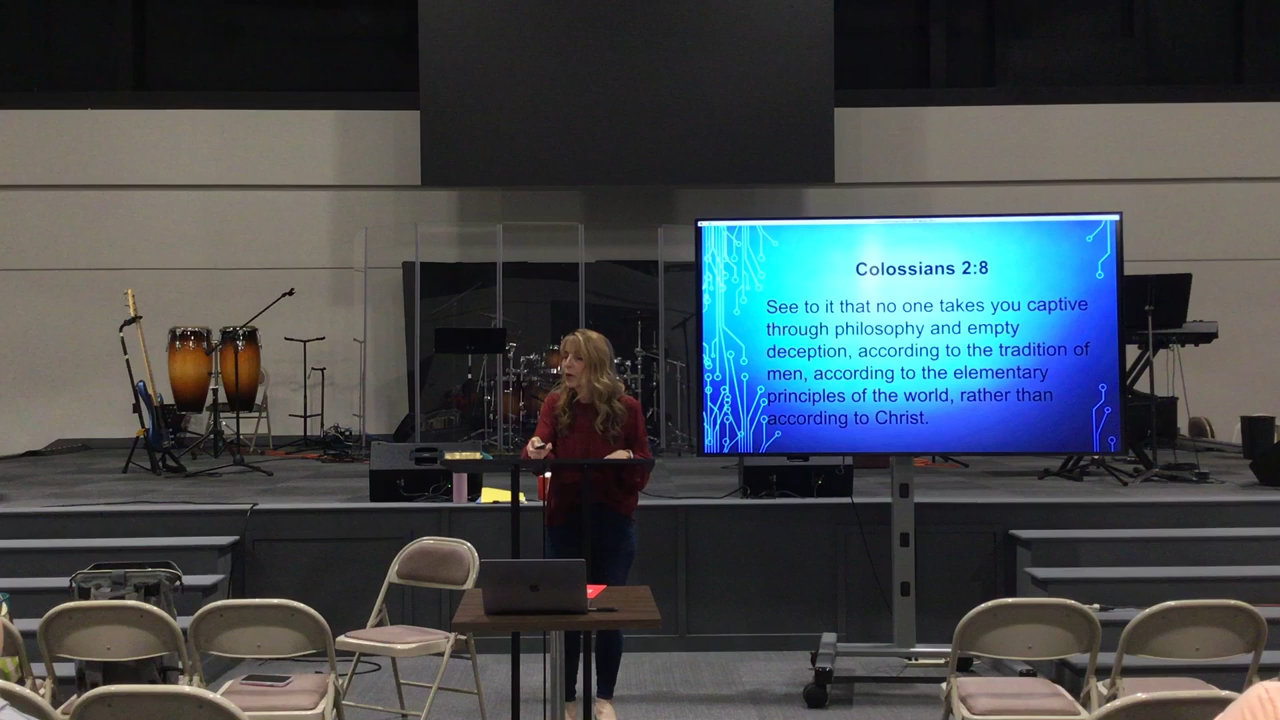 Colossians 2:8
See to it that no one takes you captive
through philosophy and empty
deception, according to the tradition of
men, according to the elementary
principles of the world, rather than
according to Christ.